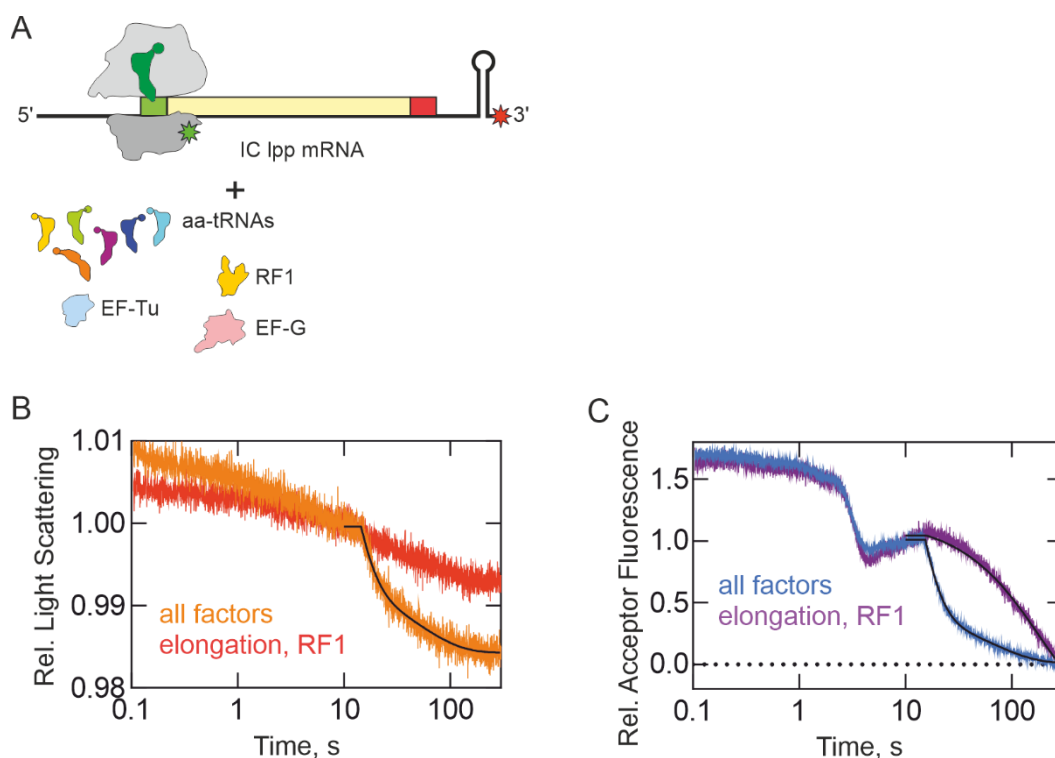 A
5'
3'
IC lpp mRNA
+
aa-tRNAs
RF1
EF-Tu
EF-G
B
Rel. Light Scattering
1.01
1.00
0.99
0.98
all factors
elongation, RF1
0.1 1 10 100
Time, s
C
Rel. Acceptor Fluorescence
1.5
1.0
0.5
0.0
all factors
elongation, RF1
0.1 1 10 100
Time, s